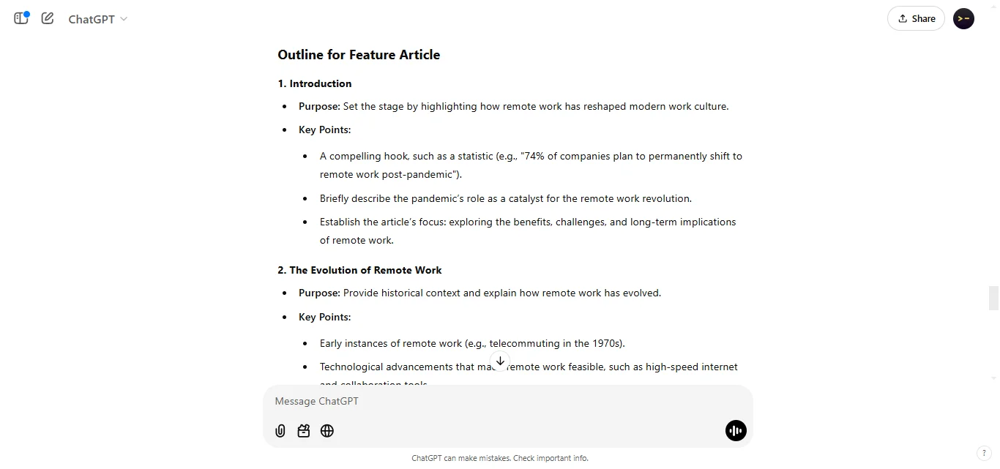 ChatGPT
Share
Outline for Feature Article
1. Introduction
Purpose: Set the stage by highlighting how remote work has reshaped modern work culture.
Key Points:
A compelling hook, such as a statistic (e.g., "74% of companies plan to permanently shift to
remote work post-pandemic").
Briefly describe the pandemic’s role as a catalyst for the remote work revolution.
Establish the article’s focus: exploring the benefits, challenges, and long-term implications
of remote work.
2. The Evolution of Remote Work
Purpose: Provide historical context and explain how remote work has evolved.
Key Points:
Early instances of remote work (e.g., telecommuting in the 1970s).
Technological advancements that remote work feasible, such as high-speed internet
and collaboration tools
Message ChatGPT
ChatGPT can make mistakes. Check important info.
?